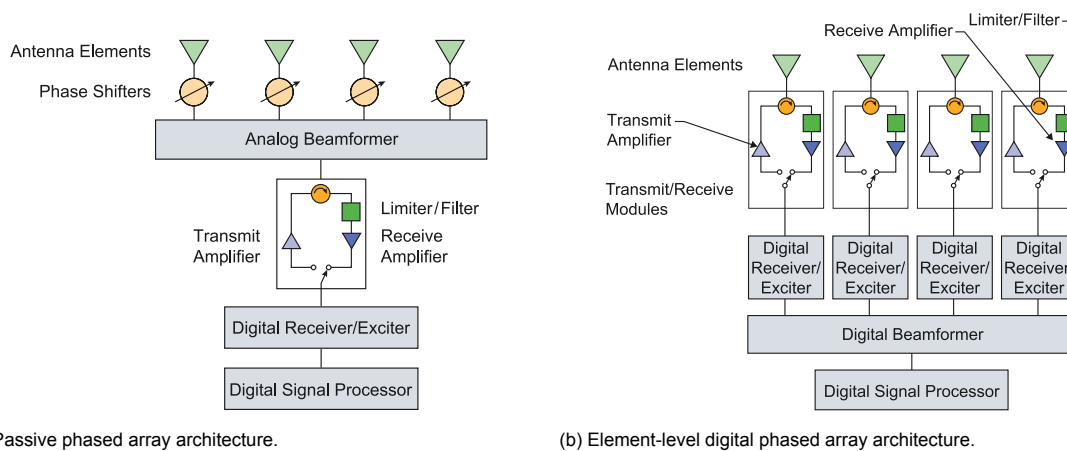 Antenna Elements
Phase Shifters
Analog Beamformer
Transmit
Amplifier
Limiter/Filter
Receive
Amplifier
Digital Receiver/Exciter
Digital Signal Processor
Passive phased array architecture.
Limiter/Filter
Receive Amplifier
Antenna Elements
Transmit
Amplifier
Transmit/Receive
Modules
Digital
Receiver/
Exciter
Digital
Receiver/
Exciter
Digital
Receiver/
Exciter
Digital
Receiver
Exciter
Digital Beamformer
Digital Signal Processor
(b) Element-level digital phased array architecture.